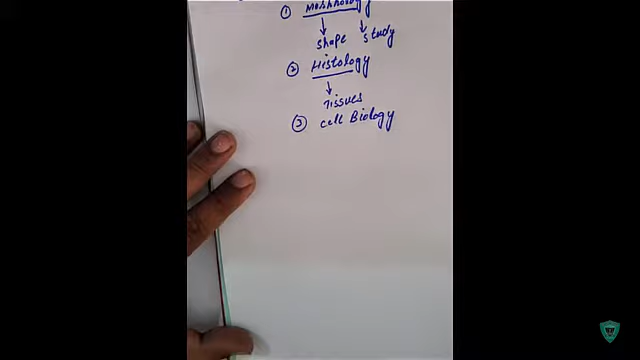 ① Morphology
↓ ↓
shape study
② Histology
↓
Tissues
③ cell Biology